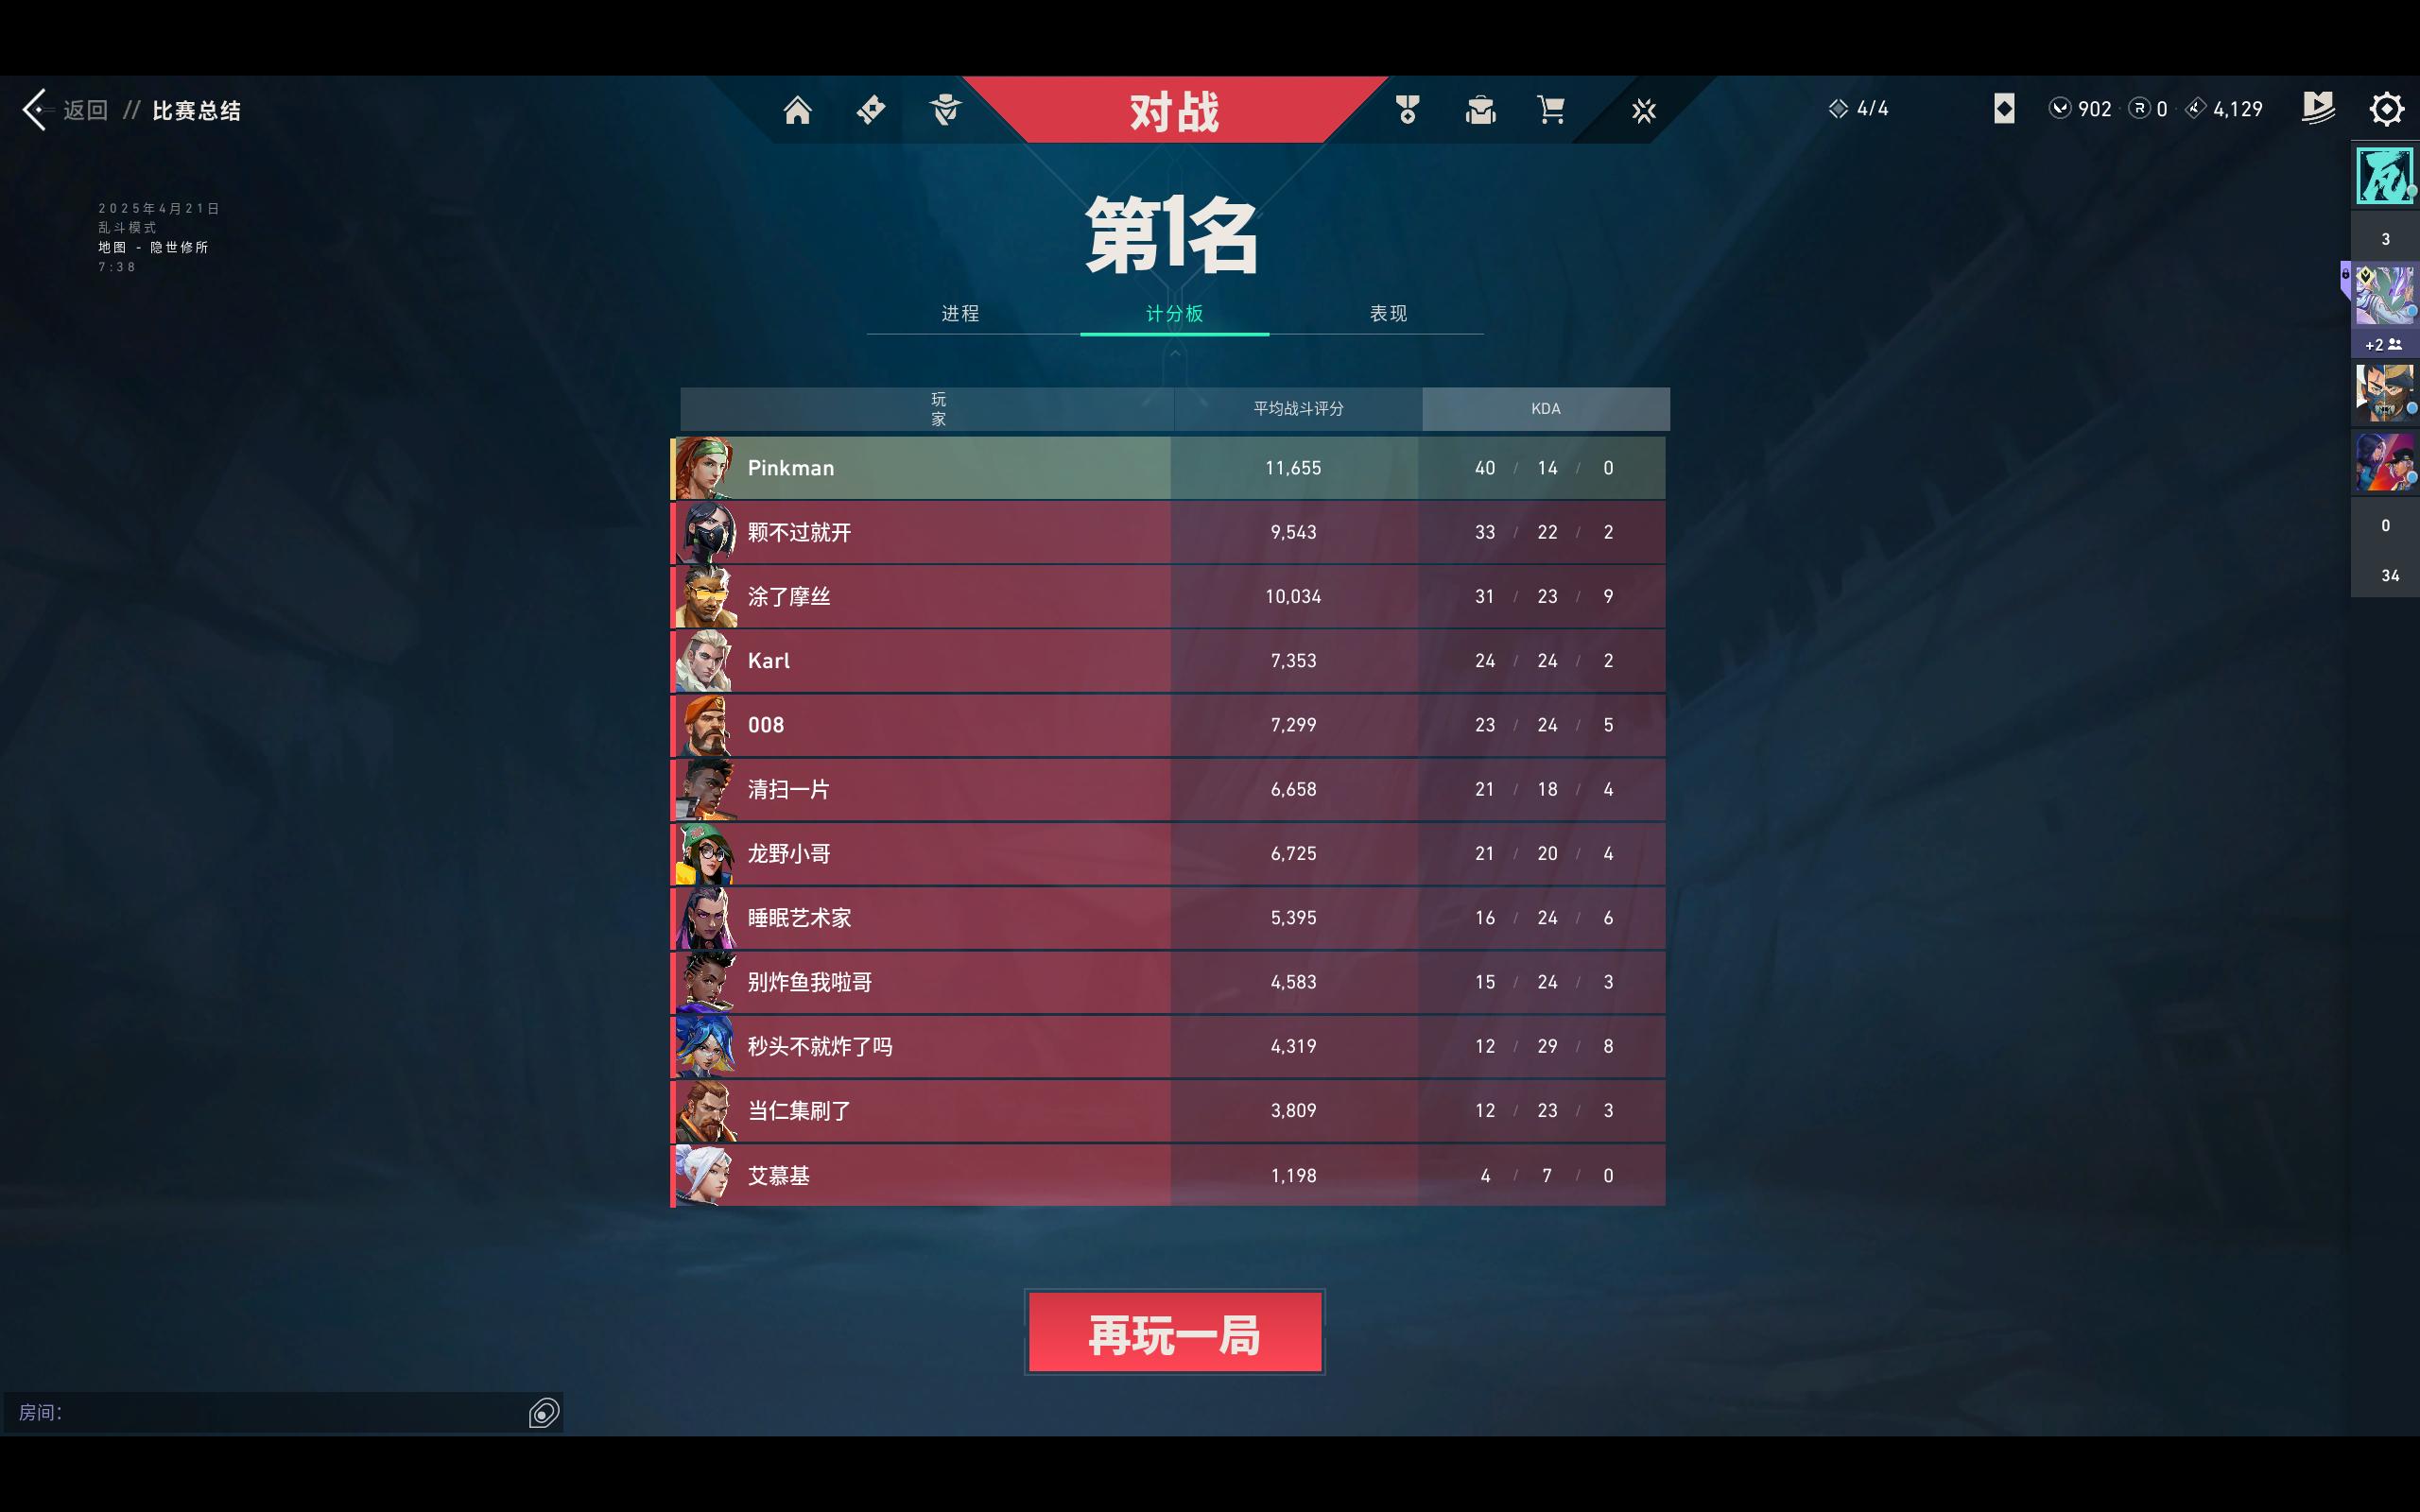 返回 // 比赛总结
对战
4/4
902 · 0 · 4,129
2025年4月21日
乱斗模式
地图 - 隐世修所
7:38
第1名
进程 计分板 表现
玩家 平均战斗评分 KDA
Pinkman 11,655 40 / 14 / 0
颗不过就开 9,543 33 / 22 / 2
涂了摩丝 10,034 31 / 23 / 9
Karl 7,353 24 / 24 / 2
008 7,299 23 / 24 / 5
清扫一片 6,658 21 / 18 / 4
龙野小哥 6,725 21 / 20 / 4
睡眠艺术家 5,395 16 / 24 / 6
别炸鱼我啦哥 4,583 15 / 24 / 3
秒头不就炸了吗 4,319 12 / 29 / 8
当仁集刷了 3,809 12 / 23 / 3
艾慕基 1,198 4 / 7 / 0
再玩一局
房间:
瓦
3
+2
0
34